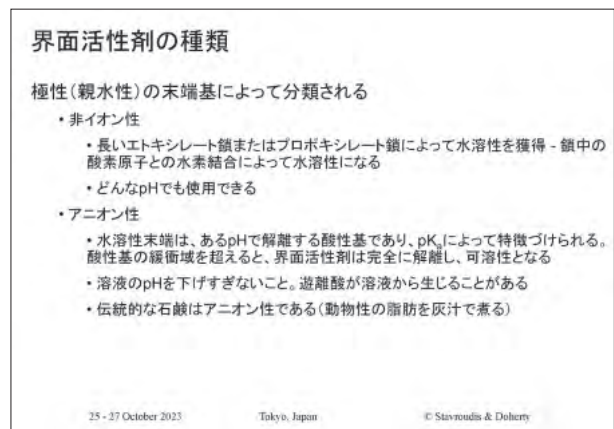 界面活性剤の種類
極性（親水性）の末端基によって分類される
・非イオン性
・長いエトキシレート鎖またはプロポキシレート鎖によって水溶性を獲得 - 鎖中の
酸素原子との水素結合によって水溶性になる
・どんなpHでも使用できる
・アニオン性
・水溶性末端は、あるpHで解離する酸性基であり、pKaによって特徴づけられる。
酸性基の緩衝域を超えると、界面活性剤は完全に解離し、可溶性となる
・溶液のpHを下げすぎないこと。遊離酸が溶液から生じることがある
・伝統的な石鹸はアニオン性である（動物性の脂肪を灰汁で煮る）
25 - 27 October 2023 Tokyo, Japan © Stavroudis & Doherty